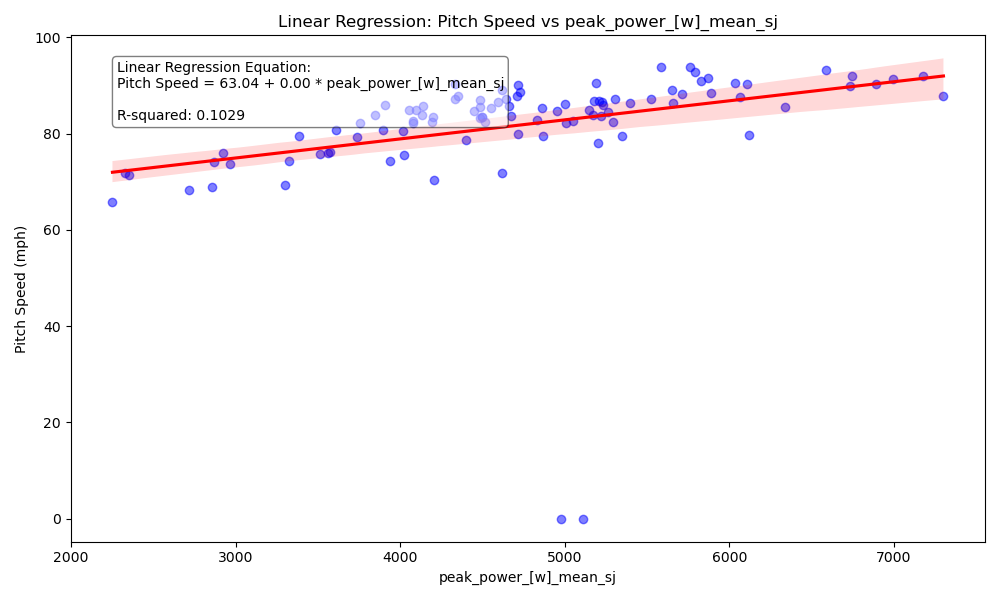 Linear Regression: Pitch Speed vs peak_power_[w]_mean_sj
Linear Regression Equation:
Pitch Speed = 63.04 + 0.00 * peak_power_[w]_mean_sj
R-squared: 0.1029
Pitch Speed (mph)
100
80
60
40
20
0
2000 3000 4000 5000 6000 7000
peak_power_[w]_mean_sj